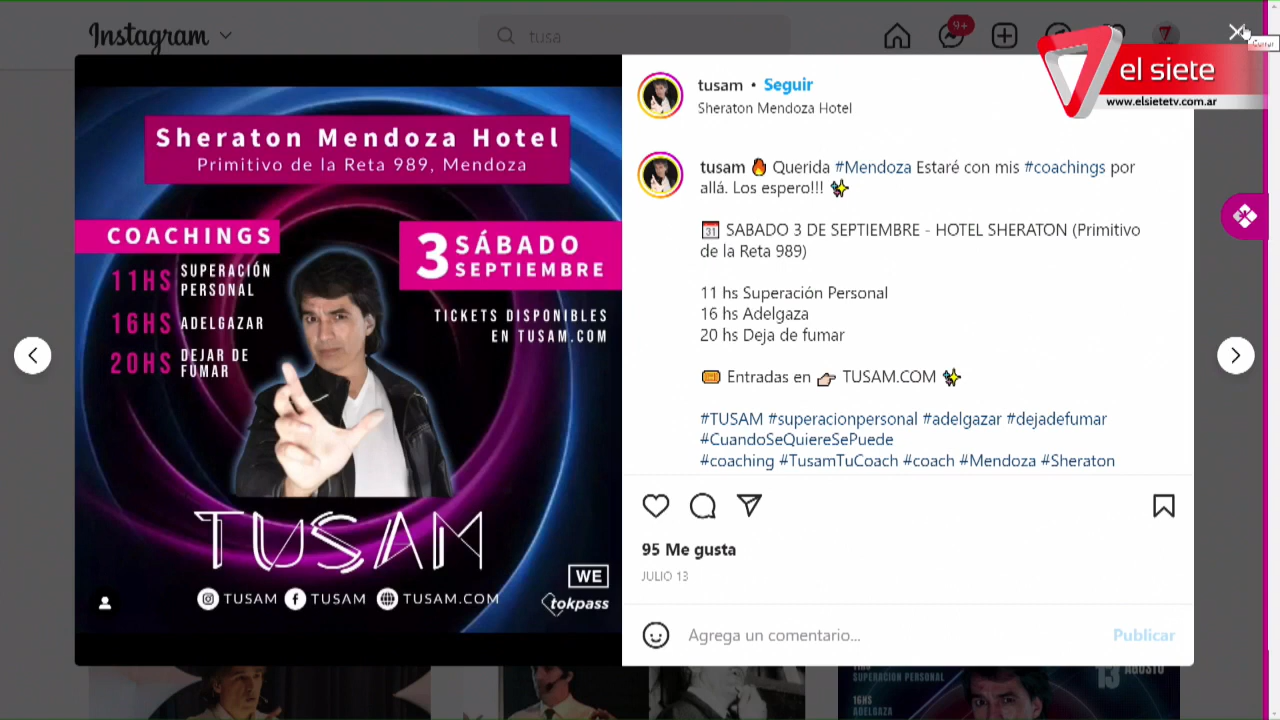 Instagram
tusa
9+
Cerrar
el siete
www.elsietetv.com.ar
Sheraton Mendoza Hotel
Primitivo de la Reta 989, Mendoza
COACHINGS
11HS SUPERACIÓN
PERSONAL
16HS ADELGAZAR
20HS DEJAR DE
FUMAR
3 SÁBADO
SEPTIEMBRE
TICKETS DISPONIBLES
EN TUSAM.COM
TUSAM
TUSAM TUSAM TUSAM.COM
WE
tokpass
tusam • Seguir
Sheraton Mendoza Hotel
tusam 🔥 Querida #Mendoza Estaré con mis #coachings por
allá. Los espero!!! ✨
📅 SABADO 3 DE SEPTIEMBRE - HOTEL SHERATON (Primitivo
de la Reta 989)
11 hs Superación Personal
16 hs Adelgaza
20 hs Deja de fumar
🎟 Entradas en 👉 TUSAM.COM ✨
#TUSAM #superacionpersonal #adelgazar #dejadefumar
#CuandoSeQuiereSePuede
#coaching #TusamTuCoach #coach #Mendoza #Sheraton
95 Me gusta
JULIO 13
Agrega un comentario...
Publicar
SUPERACION PERSONAL
16HS
ADELGAZA
13 AGOSTO